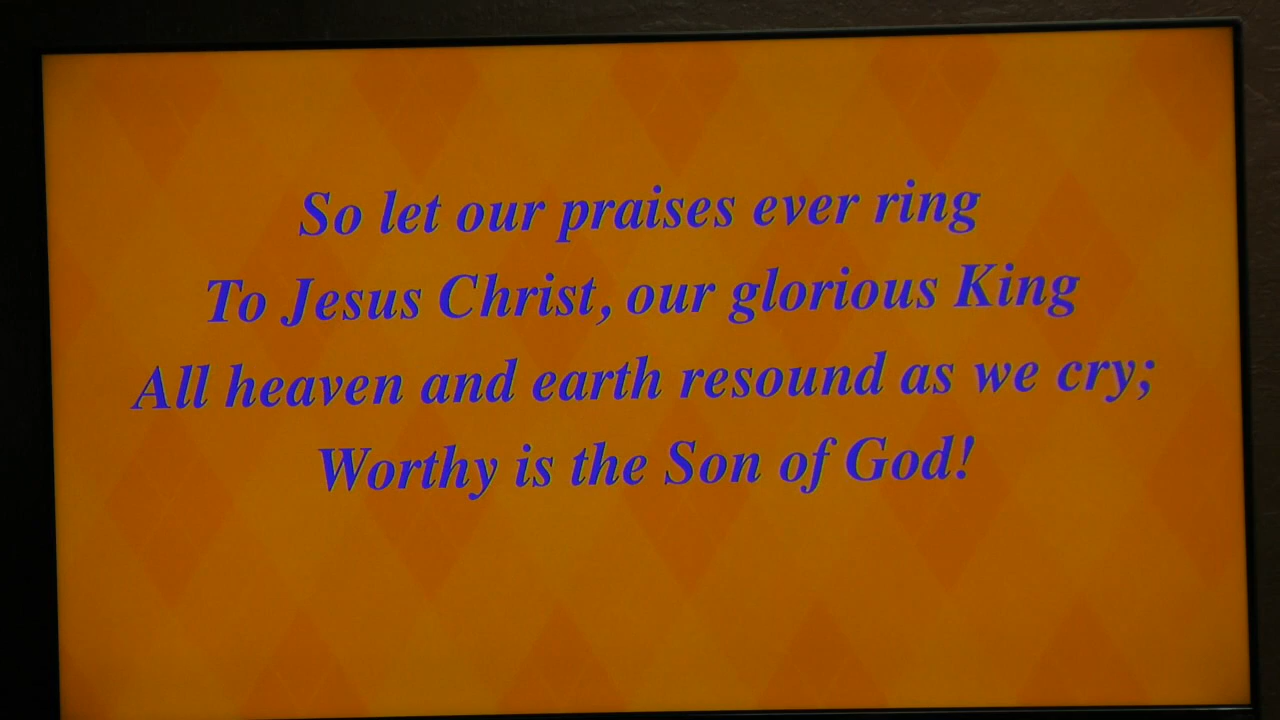 So let our praises ever ring
To Jesus Christ, our glorious King
All heaven and earth resound as we cry;
Worthy is the Son of God!